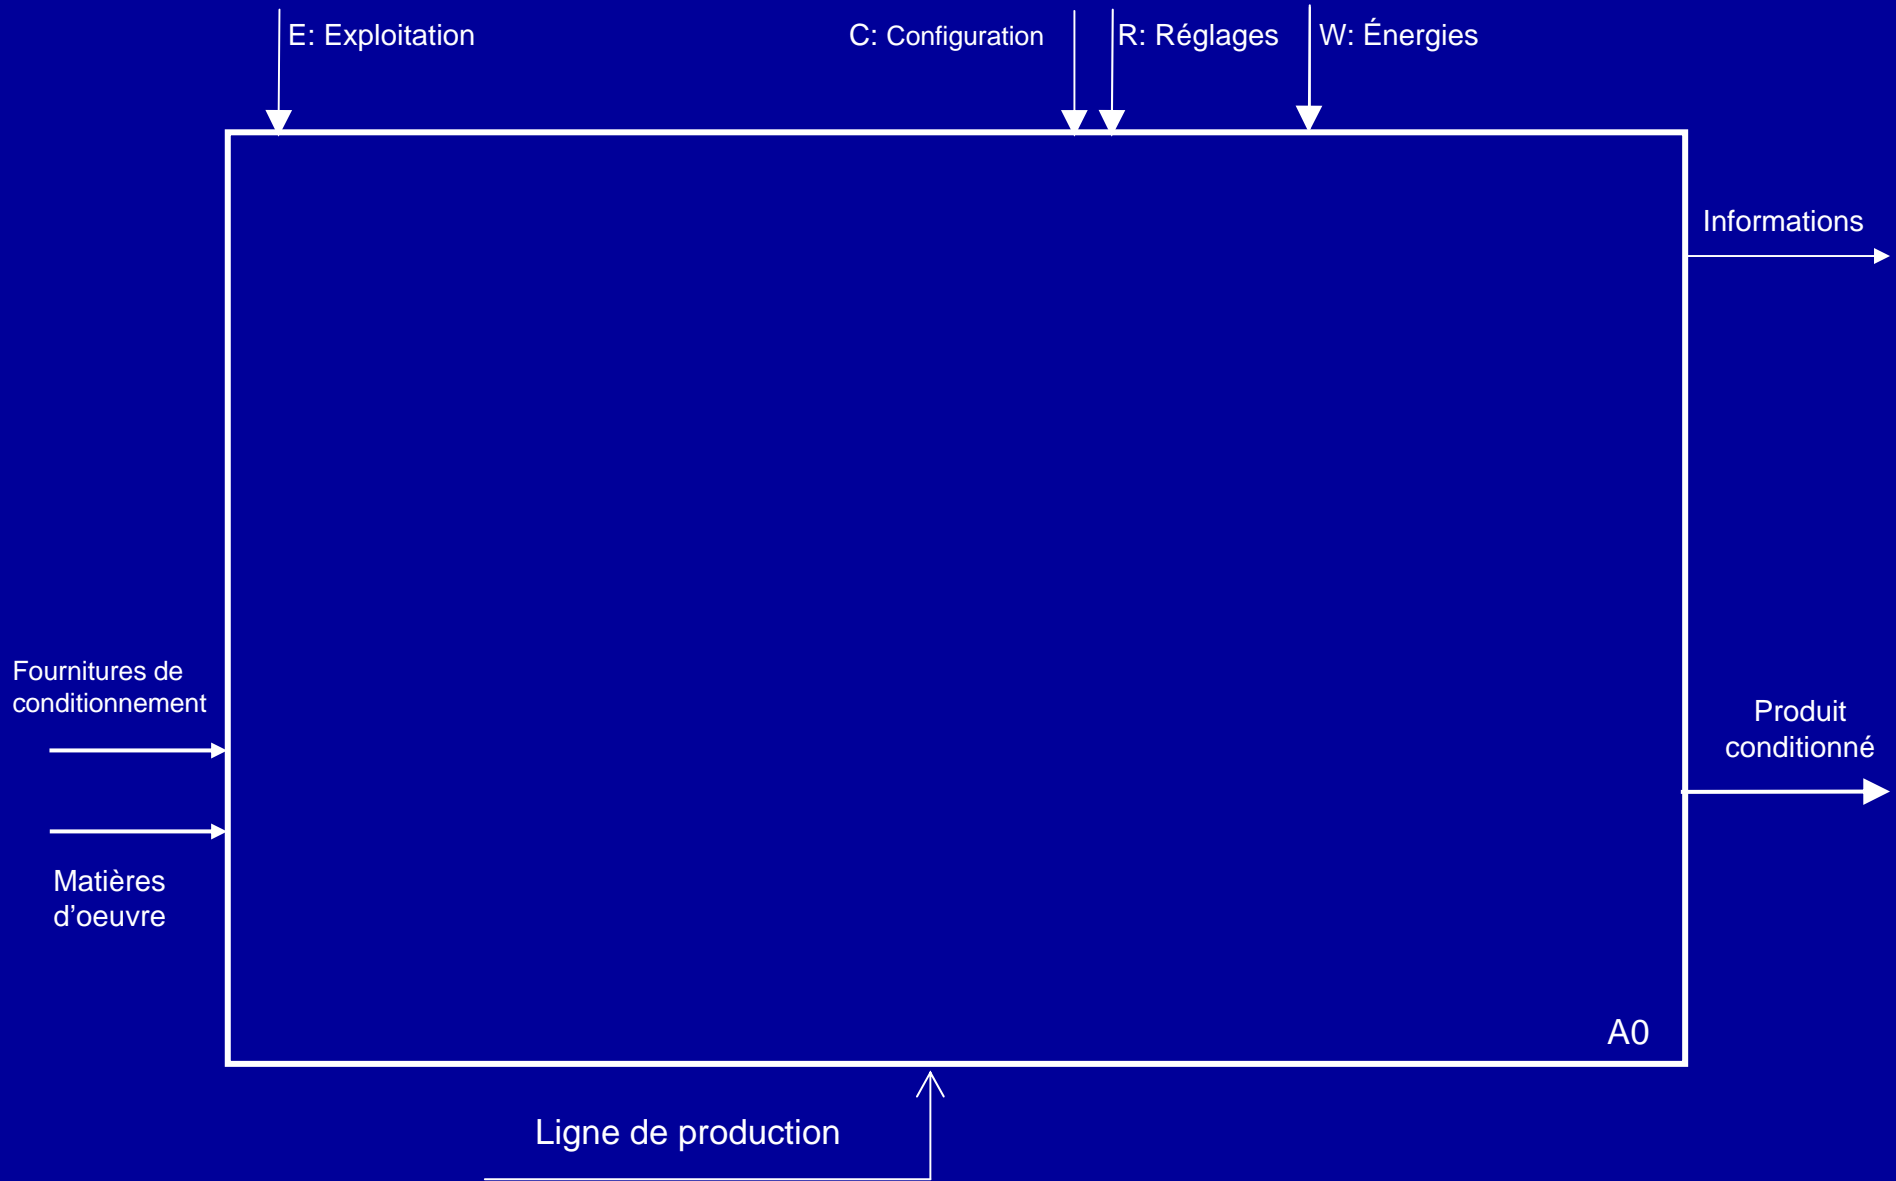 E: Exploitation
C: Configuration
R: Réglages
W: Énergies
Informations
Fournitures de
conditionnement
Produit
conditionné
Matières
d’oeuvre
A0
Ligne de production